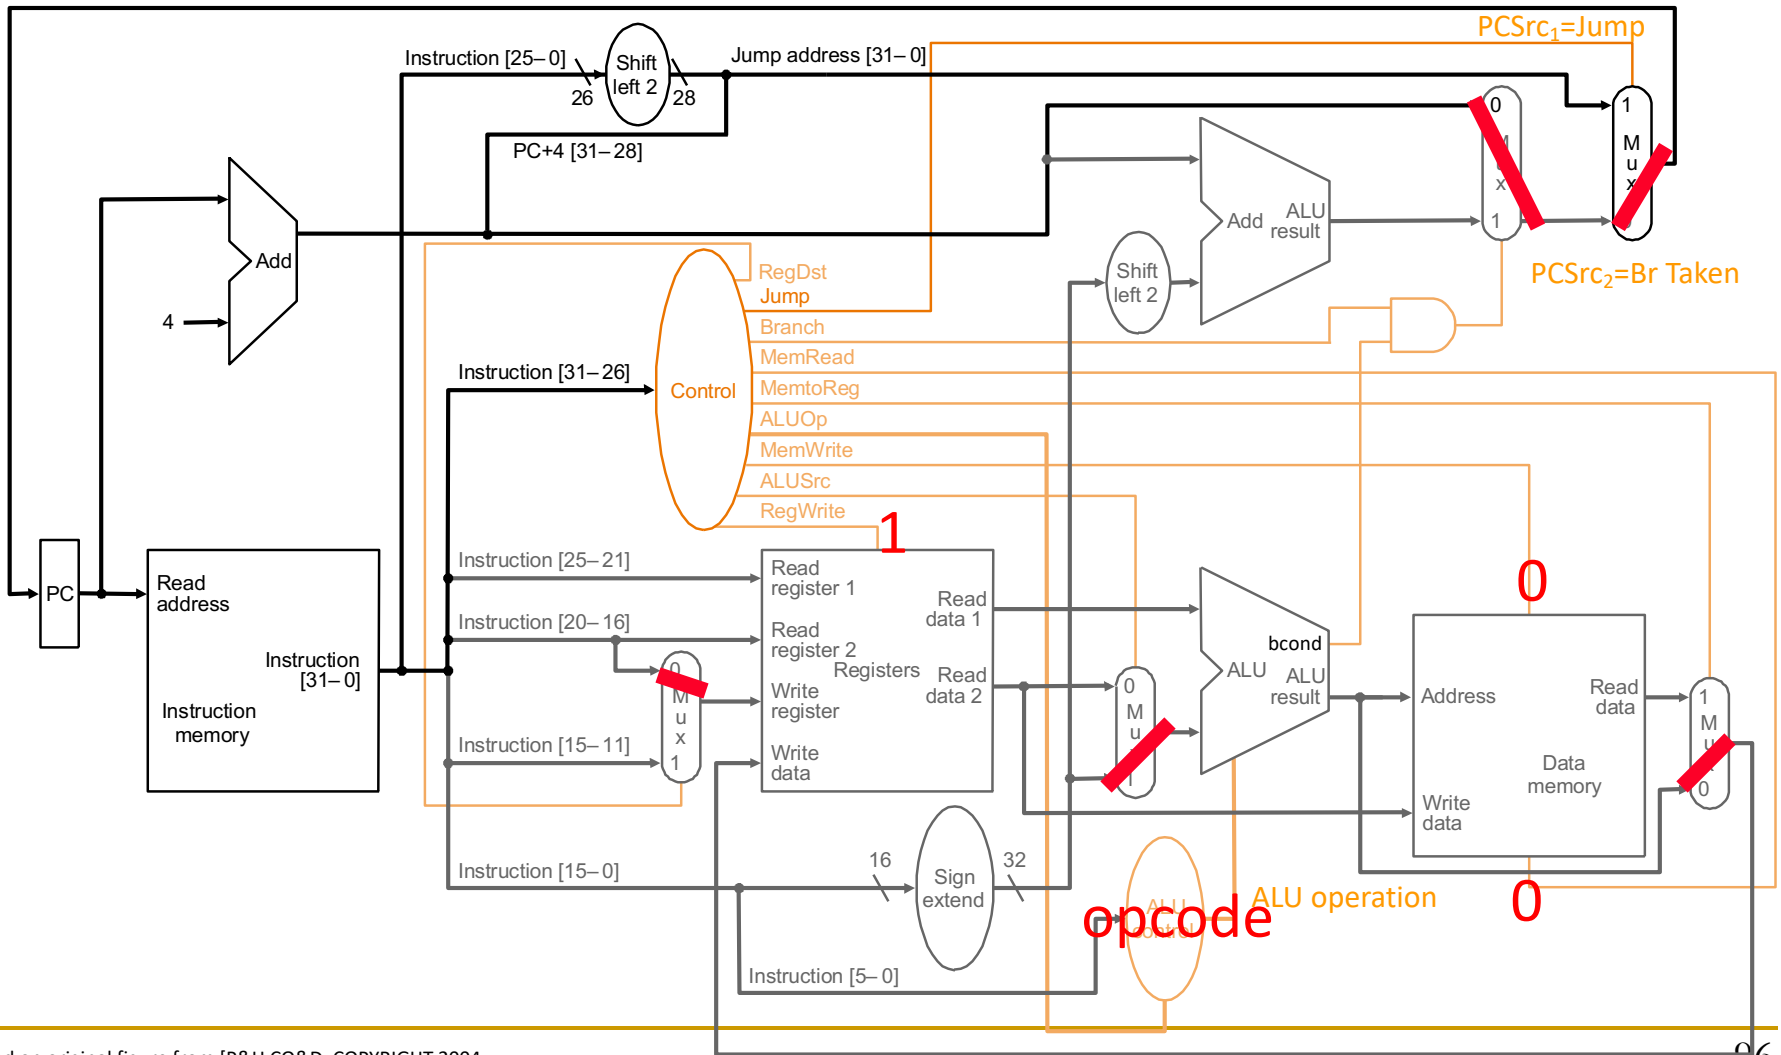 PCSrc1=Jump
Instruction [25–0]
26
Shift
left 2
28
Jump address [31–0]
PC+4 [31–28]
0
M
u
x
1
1
M
u
x
Add
ALU
result
Shift
left 2
PCSrc2=Br Taken
Add
4
RegDst
Jump
Branch
MemRead
MemtoReg
ALUOp
MemWrite
ALUSrc
RegWrite
Control
Instruction [31–26]
1
0
PC
Read
address
Instruction
[31–0]
Instruction
memory
Instruction [25–21]
Instruction [20–16]
Instruction [15–11]
0
M
u
x
1
Read
register 1
Read
register 2
Registers
Write
register
Write
data
Read
data 1
Read
data 2
0
M
u
bcond
ALU
ALU
result
Address
Read
data
Data
memory
Write
data
1
M
u
0
Instruction [15–0]
16
Sign
extend
32
Instruction [5–0]
ALU
control
opcode
ALU operation
0